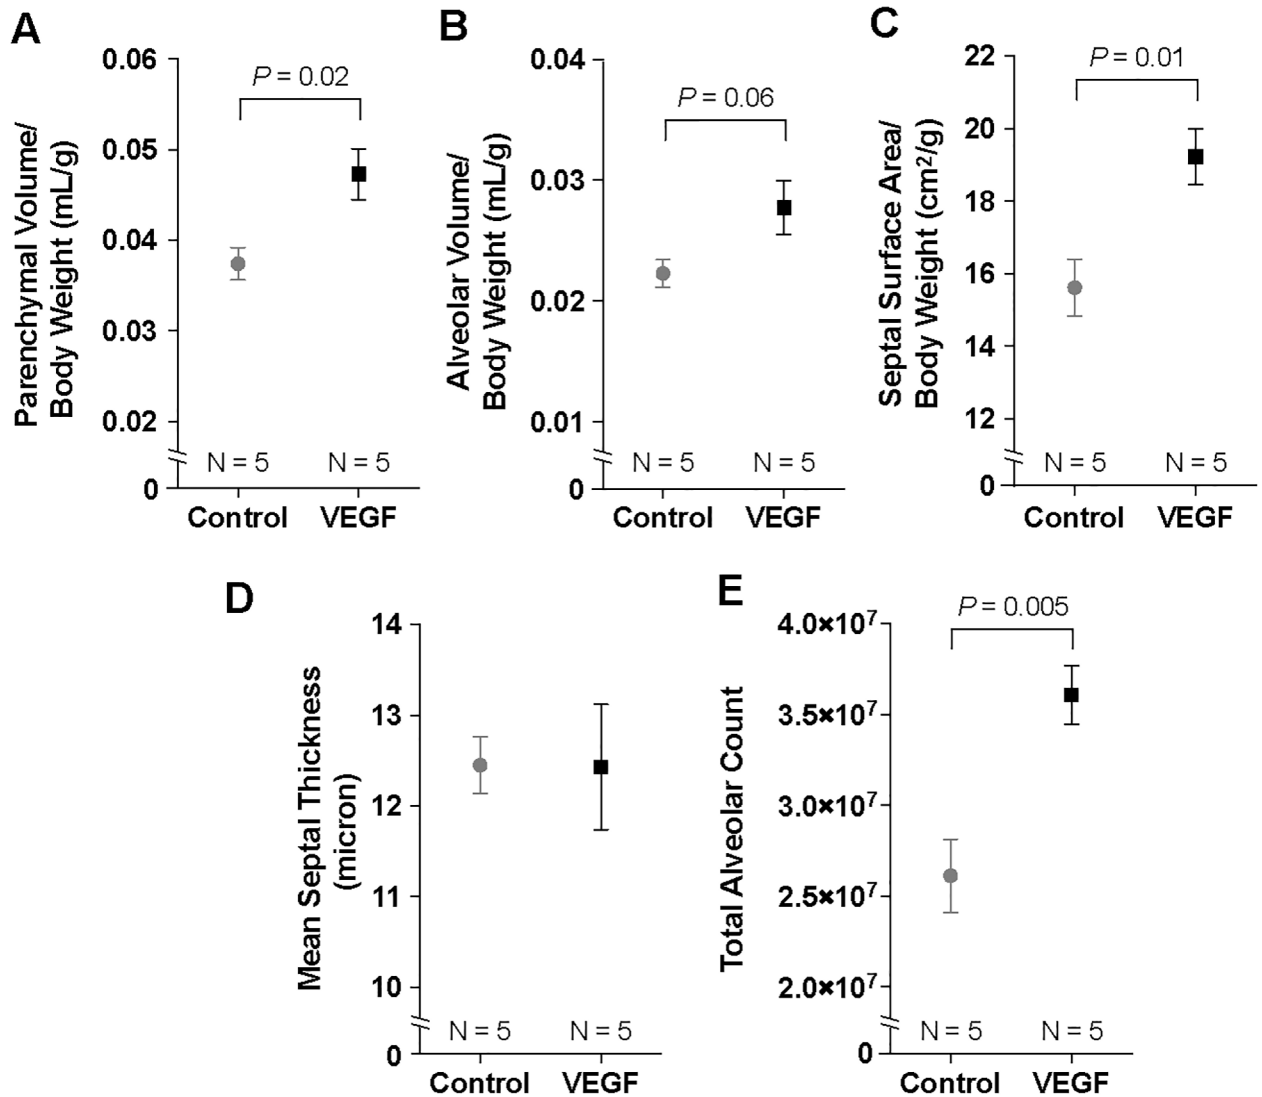 A
Parenchymal Volume/
Body Weight (mL/g)
0.06
0.05
0.04
0.03
0.02
0
P = 0.02
N = 5
N = 5
Control
VEGF
B
Alveolar Volume/
Body Weight (mL/g)
0.04
0.03
0.02
0.01
0
P = 0.06
N = 5
N = 5
Control
VEGF
C
Septal Surface Area/
Body Weight (cm²/g)
22
20
18
16
14
12
0
P = 0.01
N = 5
N = 5
Control
VEGF
D
Mean Septal Thickness
(micron)
14
13
12
11
10
0
N = 5
N = 5
Control
VEGF
E
Total Alveolar Count
4.0×10⁷
3.5×10⁷
3.0×10⁷
2.5×10⁷
2.0×10⁷
0
P = 0.005
N = 5
N = 5
Control
VEGF